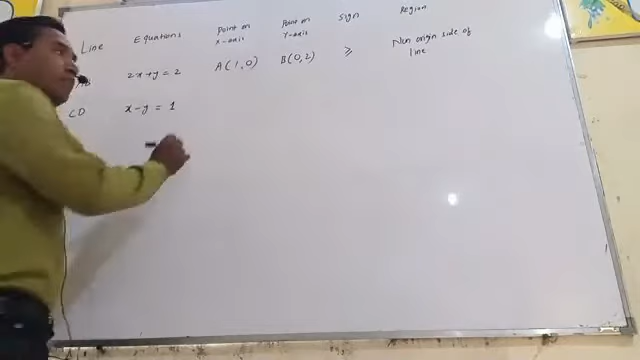 Line Equations Point on x-axis Point on Y-axis Sign Region
AB 2x+y = 2 A(1,0) B(0,2) ≥ Non origin side of line
CD x-y = 1